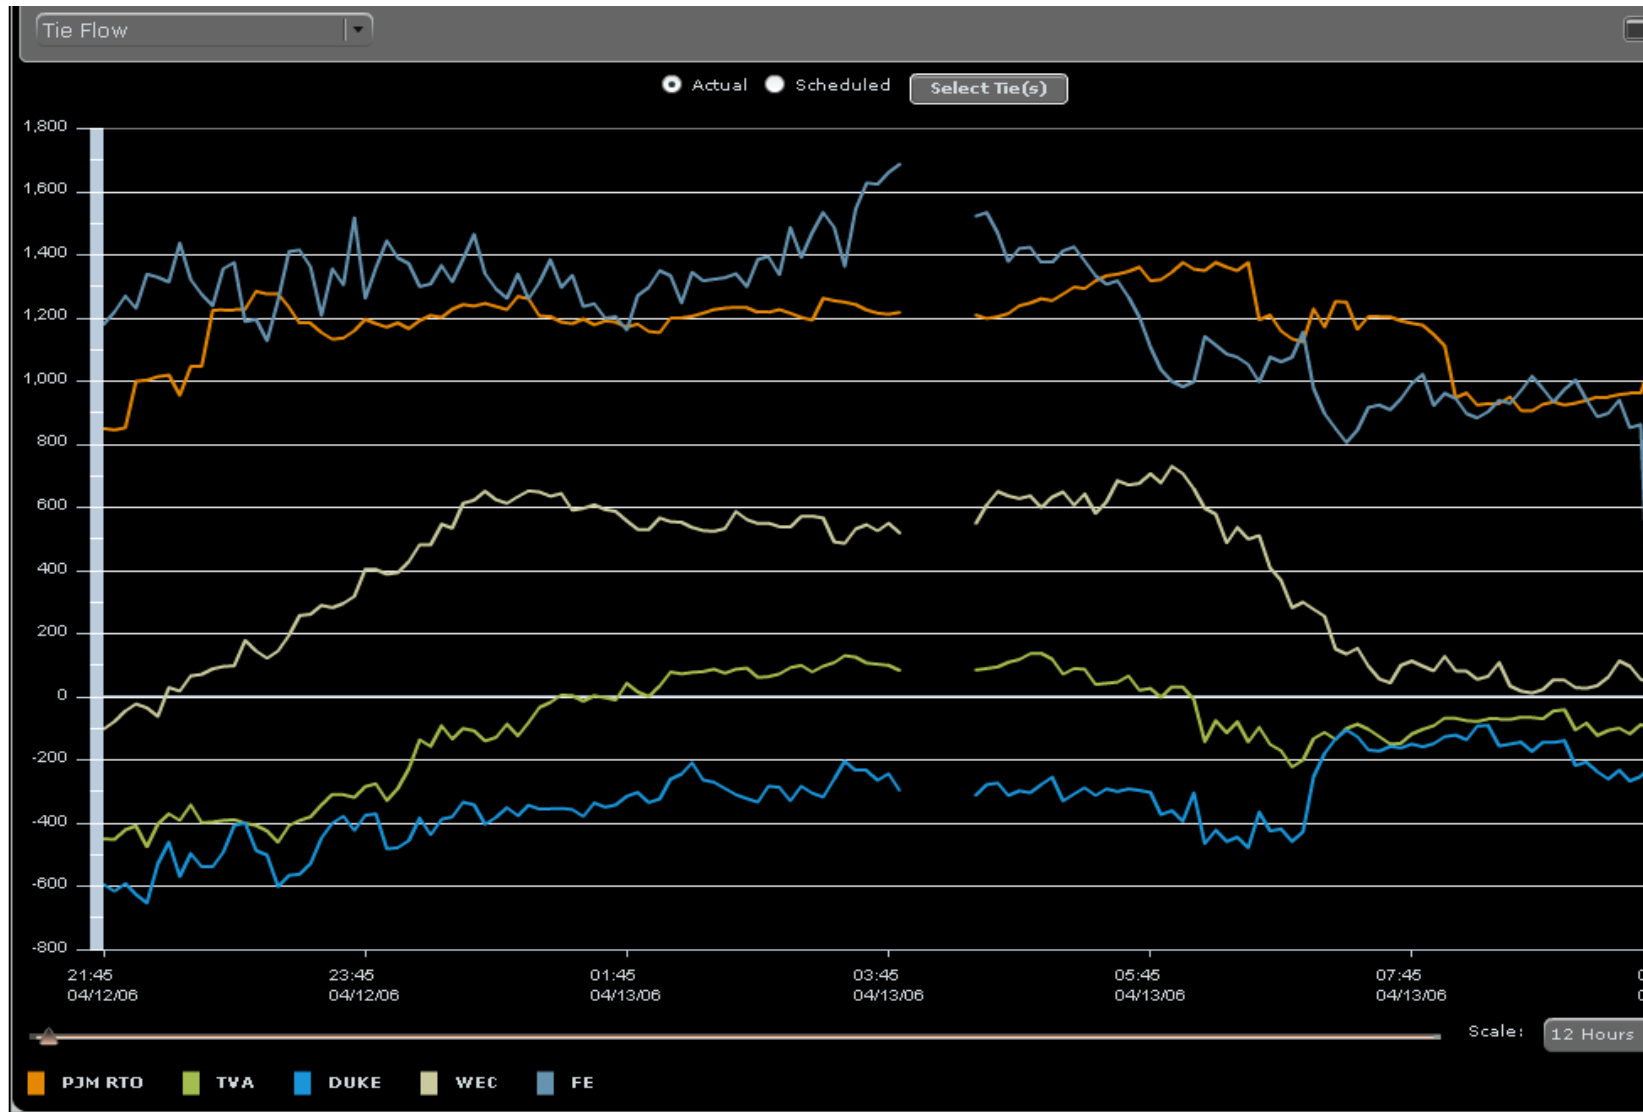 Tie Flow
Actual Scheduled Select Tie(s)
1,800
1,600
1,400
1,200
1,000
800
600
400
200
0
-200
-400
-600
-800
21:45 23:45 01:45 03:45 05:45 07:45
04/12/06 04/12/06 04/13/06 04/13/06 04/13/06 04/13/06
Scale: 12 Hours
PJM RTO TVA DUKE WEC FE